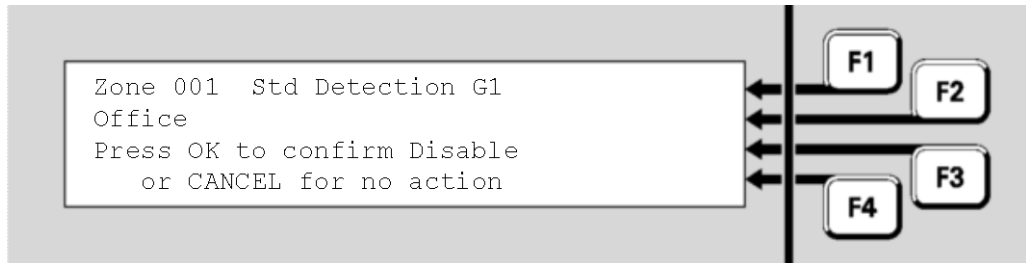 Zone 001  Std Detection G1
Office
Press OK to confirm Disable
   or CANCEL for no action
F1
F2
F3
F4